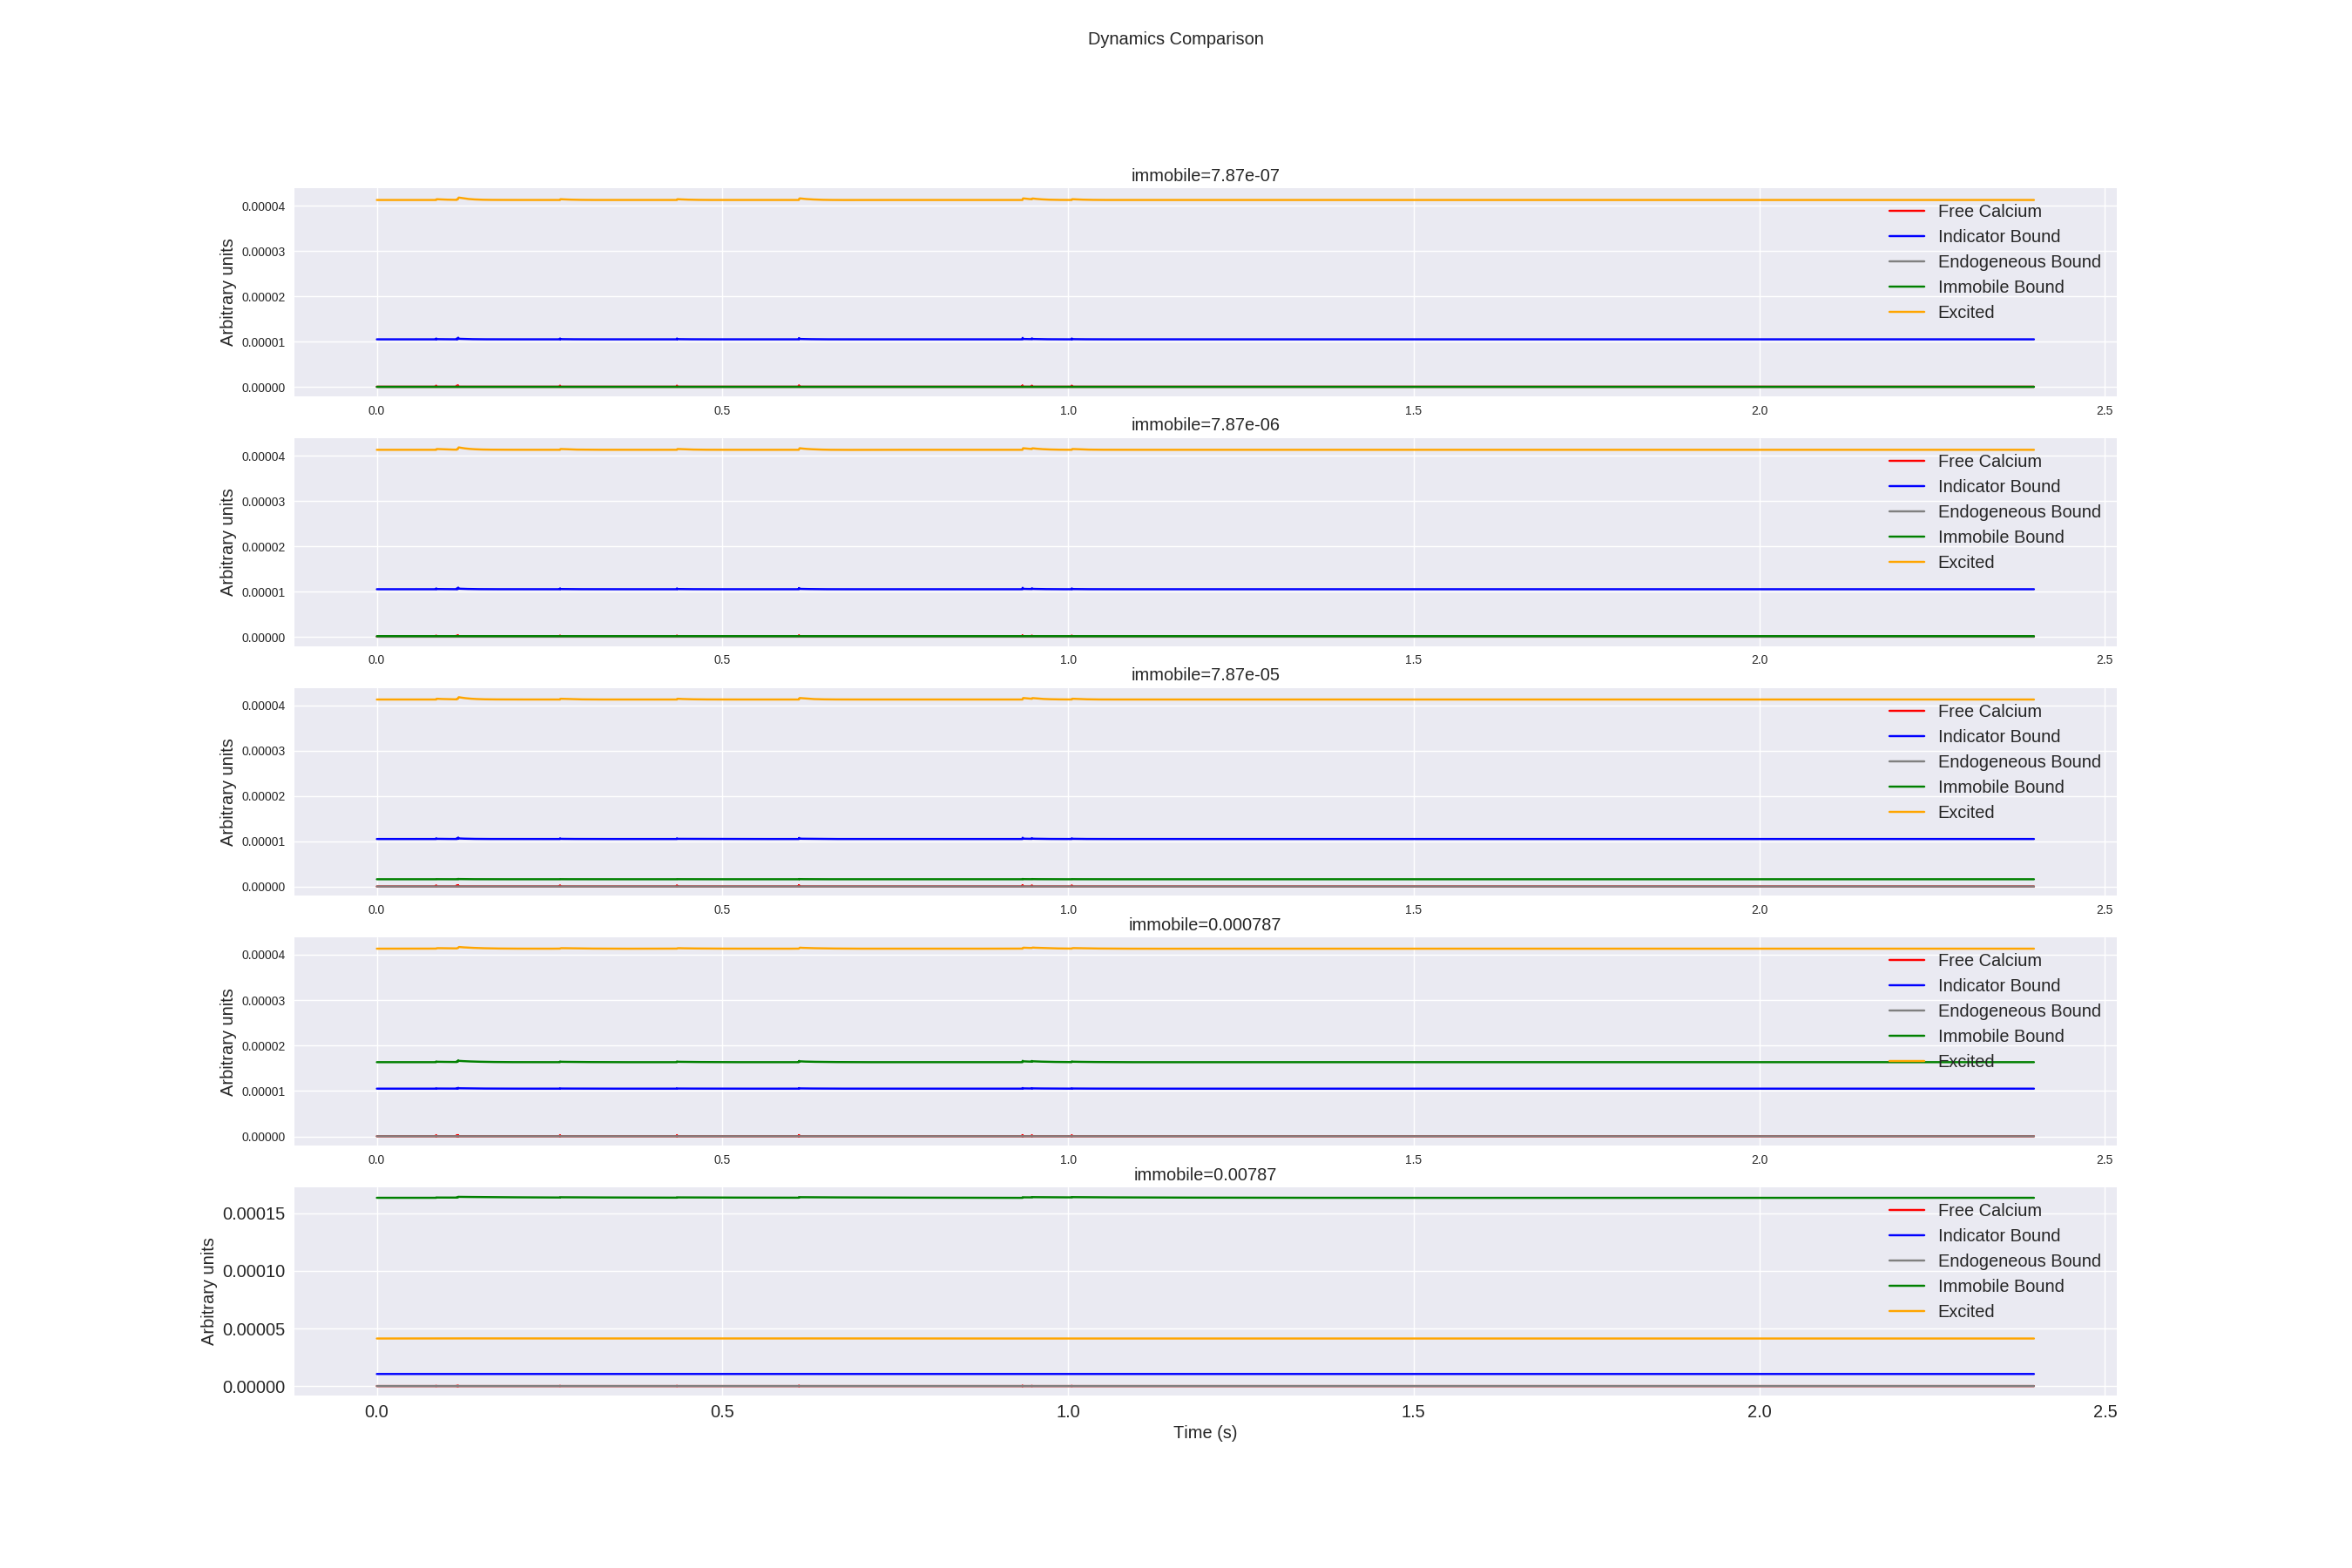 Dynamics Comparison
immobile=7.87e-07
Arbitrary units
0.00004
0.00003
0.00002
0.00001
0.00000
Free Calcium
Indicator Bound
Endogeneous Bound
Immobile Bound
Excited
0.0 0.5 1.0 1.5 2.0 2.5
immobile=7.87e-06
Arbitrary units
0.00004
0.00003
0.00002
0.00001
0.00000
Free Calcium
Indicator Bound
Endogeneous Bound
Immobile Bound
Excited
0.0 0.5 1.0 1.5 2.0 2.5
immobile=7.87e-05
Arbitrary units
0.00004
0.00003
0.00002
0.00001
0.00000
Free Calcium
Indicator Bound
Endogeneous Bound
Immobile Bound
Excited
0.0 0.5 1.0 1.5 2.0 2.5
immobile=0.000787
Arbitrary units
0.00004
0.00003
0.00002
0.00001
0.00000
Free Calcium
Indicator Bound
Endogeneous Bound
Immobile Bound
Excited
0.0 0.5 1.0 1.5 2.0 2.5
immobile=0.00787
Arbitrary units
0.00015
0.00010
0.00005
0.00000
Free Calcium
Indicator Bound
Endogeneous Bound
Immobile Bound
Excited
0.0 0.5 1.0 1.5 2.0 2.5
Time (s)